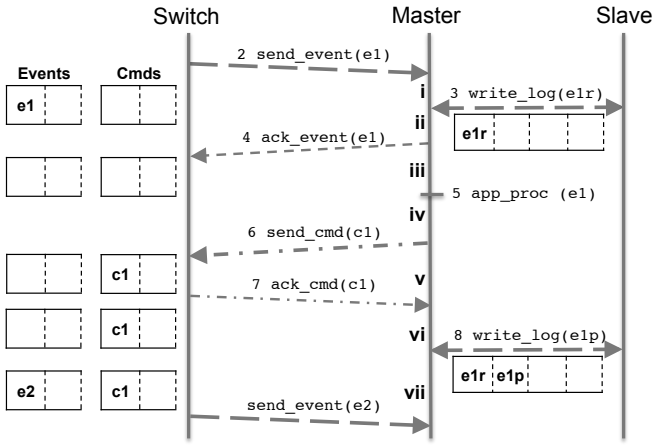 Switch Master Slave
2 send_event(e1)
Events Cmds
i 3 write_log(e1r)
e1
ii e1r
4 ack_event(e1)
iii
5 app_proc (e1)
iv
6 send_cmd(c1)
c1 v
7 ack_cmd(c1)
c1 vi 8 write_log(e1p)
e1r e1p
e2 c1 vii
send_event(e2)